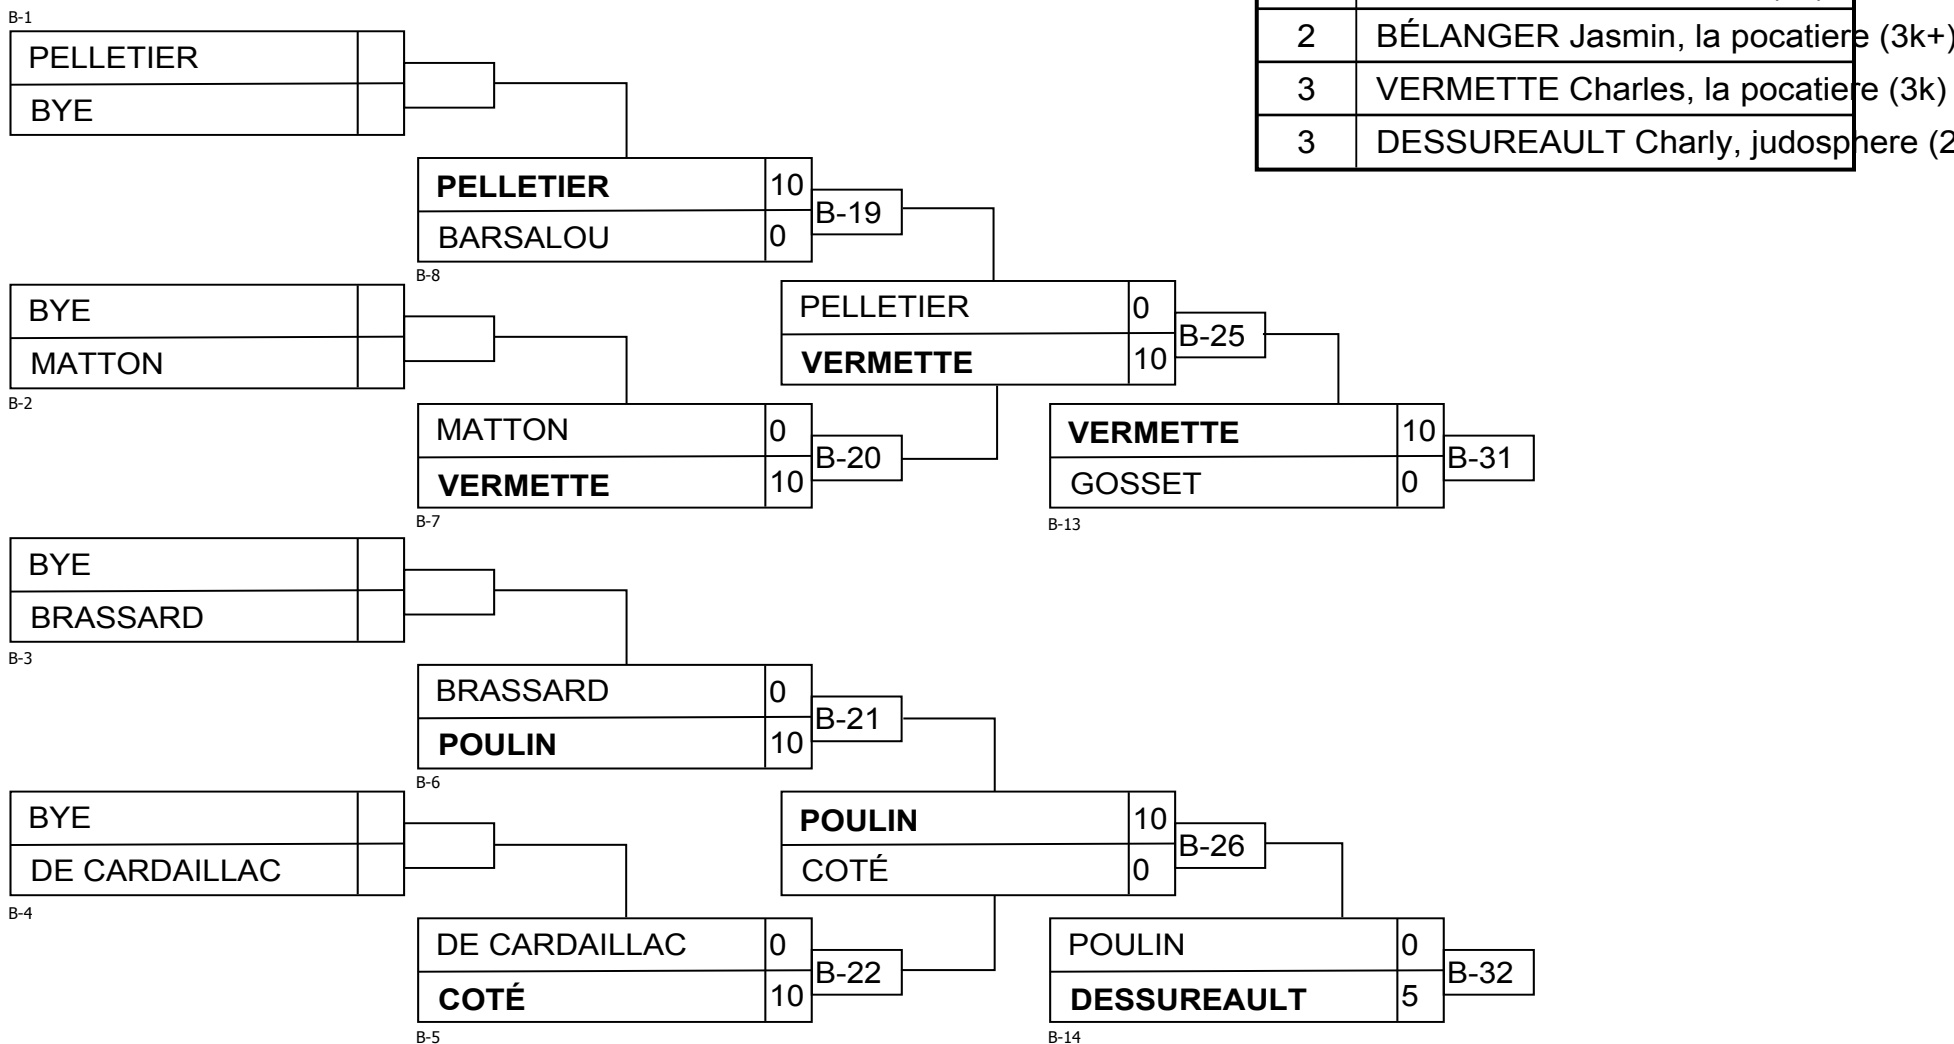 B-1
PELLETIER
BYE
2 BÉLANGER Jasmin, la pocatiere (3k+)
3 VERMETTE Charles, la pocatiere (3k)
3 DESSUREAULT Charly, judosphere (2
PELLETIER 10
BARSALOU 0
B-19
B-8
BYE
MATTON
B-2
PELLETIER 0
VERMETTE 10
B-25
MATTON 0
VERMETTE 10
B-20
B-7
VERMETTE 10
GOSSET 0
B-31
B-13
BYE
BRASSARD
B-3
BRASSARD 0
POULIN 10
B-21
B-6
BYE
DE CARDAILLAC
B-4
POULIN 10
COTÉ 0
B-26
DE CARDAILLAC 0
COTÉ 10
B-22
B-5
POULIN 0
DESSUREAULT 5
B-32
B-14